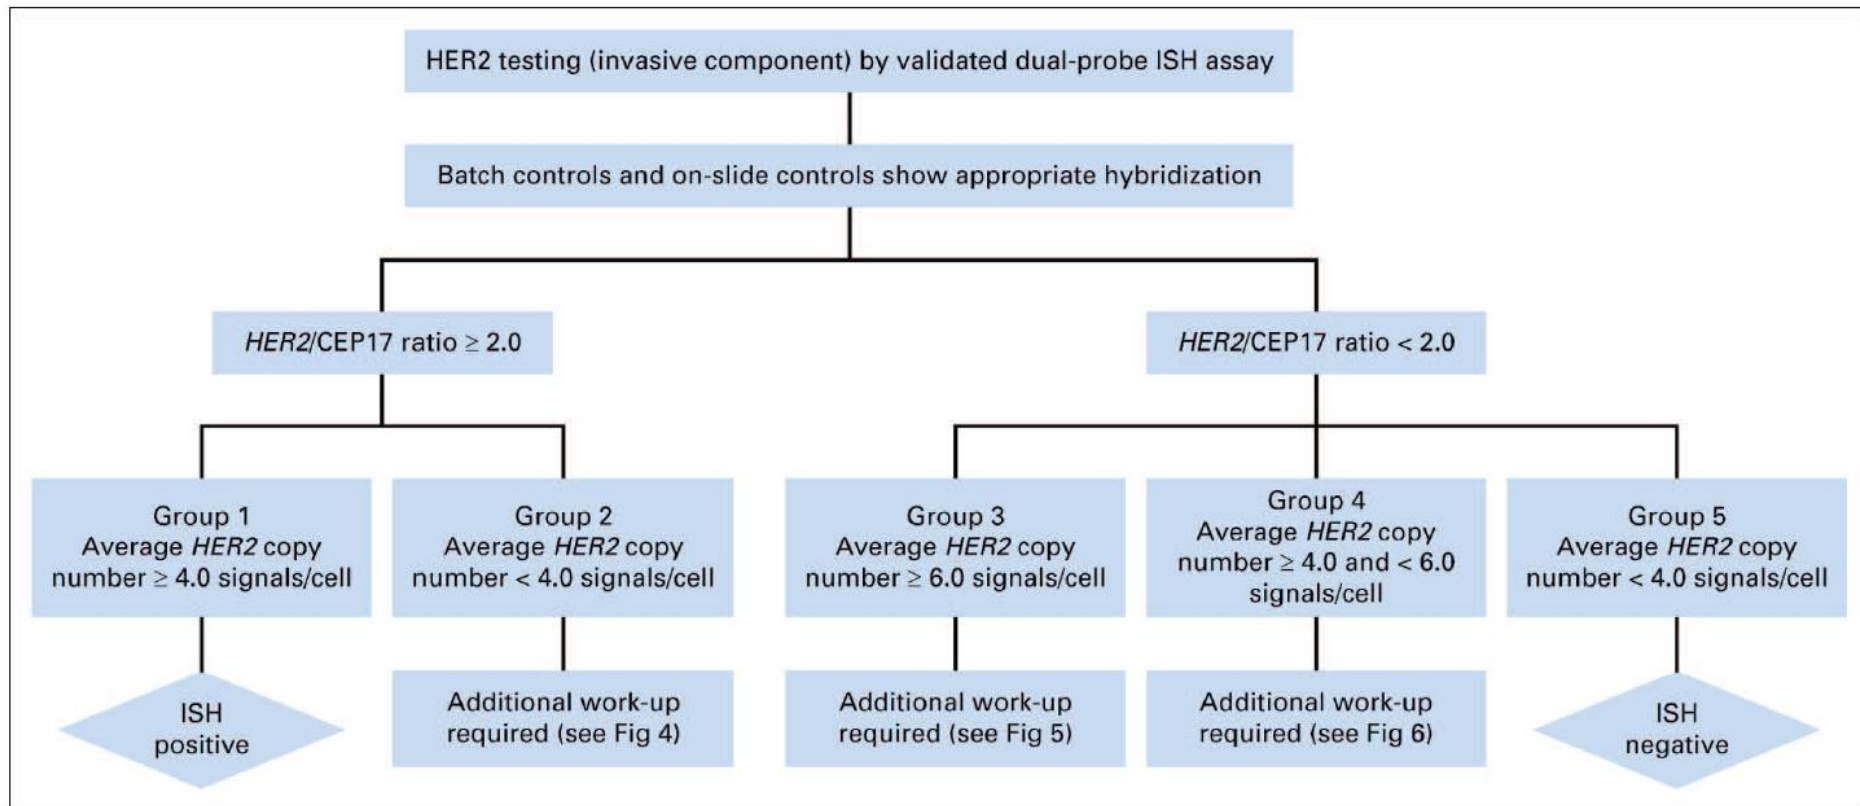 HER2 testing (invasive component) by validated dual-probe ISH assay
Batch controls and on-slide controls show appropriate hybridization
HER2/CEP17 ratio ≥ 2.0
HER2/CEP17 ratio < 2.0
Group 1
Average HER2 copy
number ≥ 4.0 signals/cell
Group 2
Average HER2 copy
number < 4.0 signals/cell
Group 3
Average HER2 copy
number ≥ 6.0 signals/cell
Group 4
Average HER2 copy
number ≥ 4.0 and < 6.0
signals/cell
Group 5
Average HER2 copy
number < 4.0 signals/cell
ISH
positive
Additional work-up
required (see Fig 4)
Additional work-up
required (see Fig 5)
Additional work-up
required (see Fig 6)
ISH
negative